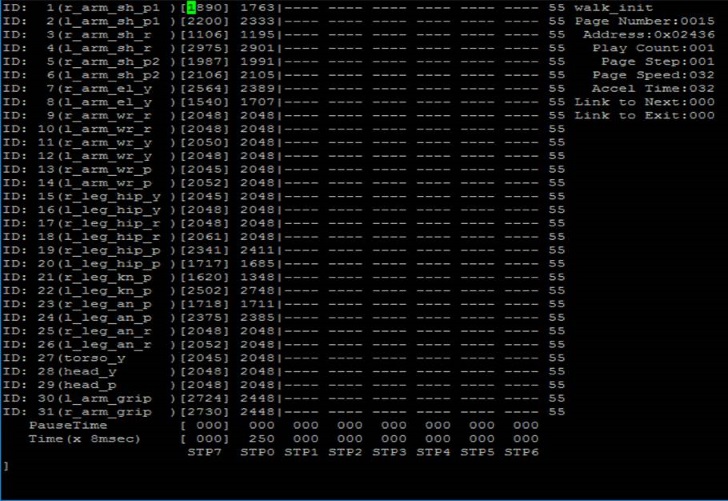 ID:  1(r_arm_sh_p1 )[1890] 1763|---- ---- ---- ---- ---- ---- 55 walk_init
ID:  2(l_arm_sh_p1 )[2200] 2333|---- ---- ---- ---- ---- ---- 55 Page Number:0015
ID:  3(r_arm_sh_r  )[1106] 1195|---- ---- ---- ---- ---- ---- 55 Address:0x02436
ID:  4(l_arm_sh_r  )[2975] 2901|---- ---- ---- ---- ---- ---- 55 Play Count:001
ID:  5(r_arm_sh_p2 )[1987] 1991|---- ---- ---- ---- ---- ---- 55 Page Step:001
ID:  6(l_arm_sh_p2 )[2106] 2105|---- ---- ---- ---- ---- ---- 55 Page Speed:032
ID:  7(r_arm_el_y  )[2564] 2389|---- ---- ---- ---- ---- ---- 55 Accel Time:032
ID:  8(l_arm_el_y  )[1540] 1707|---- ---- ---- ---- ---- ---- 55 Link to Next:000
ID:  9(r_arm_wr_r  )[2048] 2048|---- ---- ---- ---- ---- ---- 55 Link to Exit:000
ID: 10(l_arm_wr_r  )[2048] 2048|---- ---- ---- ---- ---- ---- 55
ID: 11(r_arm_wr_y  )[2050] 2048|---- ---- ---- ---- ---- ---- 55
ID: 12(l_arm_wr_y  )[2048] 2048|---- ---- ---- ---- ---- ---- 55
ID: 13(r_arm_wr_p  )[2045] 2048|---- ---- ---- ---- ---- ---- 55
ID: 14(l_arm_wr_p  )[2052] 2048|---- ---- ---- ---- ---- ---- 55
ID: 15(r_leg_hip_y )[2045] 2048|---- ---- ---- ---- ---- ---- 55
ID: 16(l_leg_hip_y )[2048] 2048|---- ---- ---- ---- ---- ---- 55
ID: 17(r_leg_hip_r )[2048] 2048|---- ---- ---- ---- ---- ---- 55
ID: 18(l_leg_hip_r )[2061] 2048|---- ---- ---- ---- ---- ---- 55
ID: 19(r_leg_hip_p )[2341] 2411|---- ---- ---- ---- ---- ---- 55
ID: 20(l_leg_hip_p )[1717] 1685|---- ---- ---- ---- ---- ---- 55
ID: 21(r_leg_kn_p  )[1620] 1348|---- ---- ---- ---- ---- ---- 55
ID: 22(l_leg_kn_p  )[2502] 2748|---- ---- ---- ---- ---- ---- 55
ID: 23(r_leg_an_p  )[1718] 1711|---- ---- ---- ---- ---- ---- 55
ID: 24(l_leg_an_p  )[2375] 2385|---- ---- ---- ---- ---- ---- 55
ID: 25(r_leg_an_r  )[2048] 2048|---- ---- ---- ---- ---- ---- 55
ID: 26(l_leg_an_r  )[2052] 2048|---- ---- ---- ---- ---- ---- 55
ID: 27(torso_y     )[2045] 2048|---- ---- ---- ---- ---- ---- 55
ID: 28(head_y      )[2048] 2048|---- ---- ---- ---- ---- ---- 55
ID: 29(head_p      )[2048] 2048|---- ---- ---- ---- ---- ---- 55
ID: 30(l_arm_grip  )[2724] 2448|---- ---- ---- ---- ---- ---- 55
ID: 31(r_arm_grip  )[2730] 2448|---- ---- ---- ---- ---- ---- 55
PauseTime [ 000] 000 000 000 000 000 000 000
Time(x 8msec) [ 000] 250 000 000 000 000 000 000
STP7 STP0 STP1 STP2 STP3 STP4 STP5 STP6
]